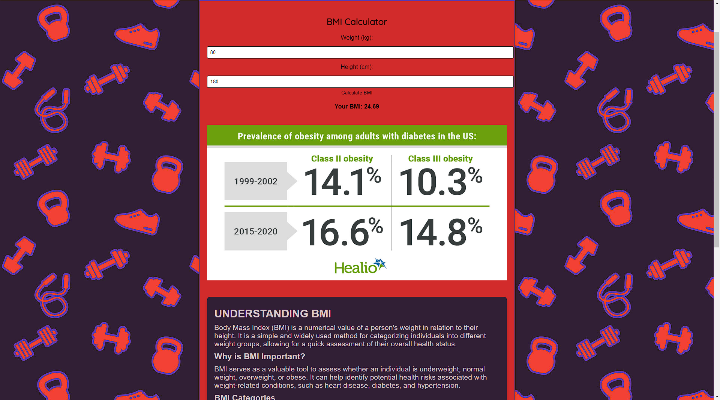 BMI Calculator
Weight (kg):
80
Height (cm):
180
Calculate BMI
Your BMI: 24.69
Prevalence of obesity among adults with diabetes in the US:
Class II obesity Class III obesity
1999-2002 14.1% 10.3%
2015-2020 16.6% 14.8%
Healio
UNDERSTANDING BMI
Body Mass Index (BMI) is a numerical value of a person's weight in relation to their
height. It is a simple and widely used method for categorizing individuals into different
weight groups, allowing for a quick assessment of their overall health status.
Why is BMI Important?
BMI serves as a valuable tool to assess whether an individual is underweight, normal
weight, overweight, or obese. It can help identify potential health risks associated with
weight-related conditions, such as heart disease, diabetes, and hypertension.
BMI Categories